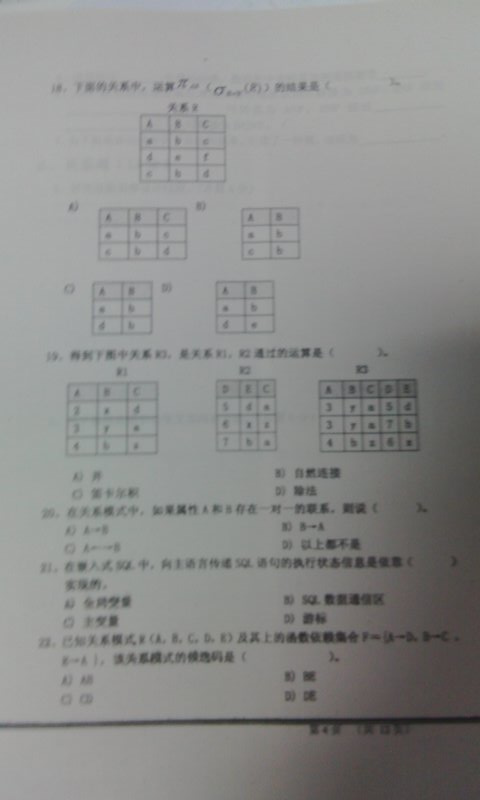 18、下面的关系中，运算π（σ（R））的结果是（ ）。
关系 R
A B C
a b c
d e f
c b d
A) B)
A B C A B
a b c a b
c b d c b
C) D)
A B A B
a b a b
d b d e
19、得到下图中关系 R3，是关系 R1，R2 通过的运算是（ ）。
R1 R2 R3
A B C D E C A B C D E
2 x d 5 d a 3 y a 5 d
3 y a 6 x z 3 y a 7 b
4 b 7 b a 4 b z 6 x
A) 并 B) 自然连接
C) 笛卡尔积 D) 除法
20、在关系模式中，如果属性 A 和 B 存在一对一的联系，则说（ ）。
A) A→B B) B→A
C) A←→B D) 以上都不是
21、在嵌入式 SQL 中，向主语言传递 SQL 语句的执行状态信息是依靠（ ）
实现的。
A) 全局变量 B) SQL 数据通信区
C) 主变量 D) 游标
22、已知关系模式 R（A，B，C，D，E）及其上的函数依赖集合 F＝{A→D，B→C，
E→A }，该关系模式的候选码是（ ）。
A) AB B) BE
C) CD D) DE
第 4 页 （共 12 页）